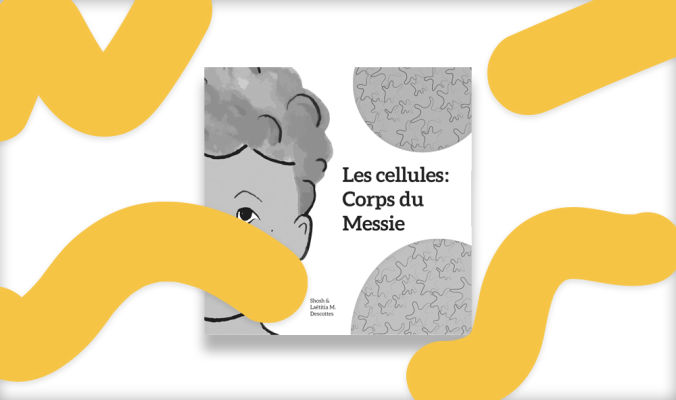 Les cellules:
Corps du
Messie
Shosh &
Laëtitia M.
Descottes